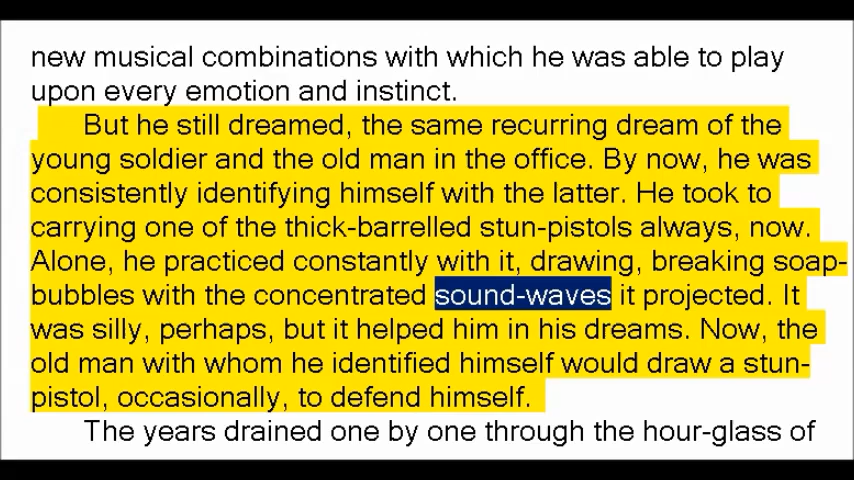 new musical combinations with which he was able to play
upon every emotion and instinct.
But he still dreamed, the same recurring dream of the
young soldier and the old man in the office. By now, he was
consistently identifying himself with the latter. He took to
carrying one of the thick-barrelled stun-pistols always, now.
Alone, he practiced constantly with it, drawing, breaking soap-
bubbles with the concentrated sound-waves it projected. It
was silly, perhaps, but it helped him in his dreams. Now, the
old man with whom he identified himself would draw a stun-
pistol, occasionally, to defend himself.
The years drained one by one through the hour-glass of